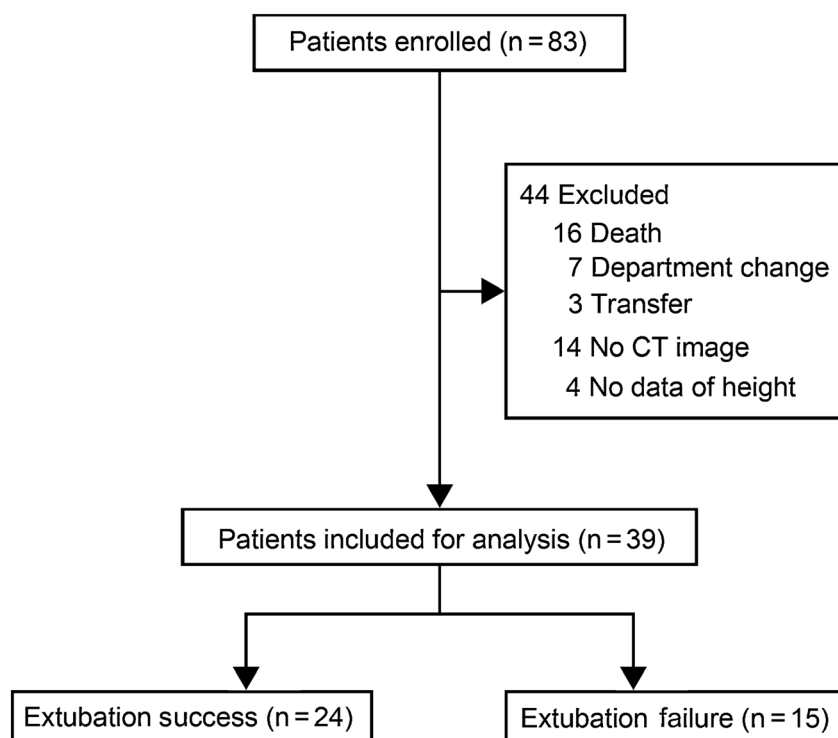 Patients enrolled (n = 83)
44 Excluded
16 Death
7 Department change
3 Transfer
14 No CT image
4 No data of height
Patients included for analysis (n = 39)
Extubation success (n = 24)
Extubation failure (n = 15)